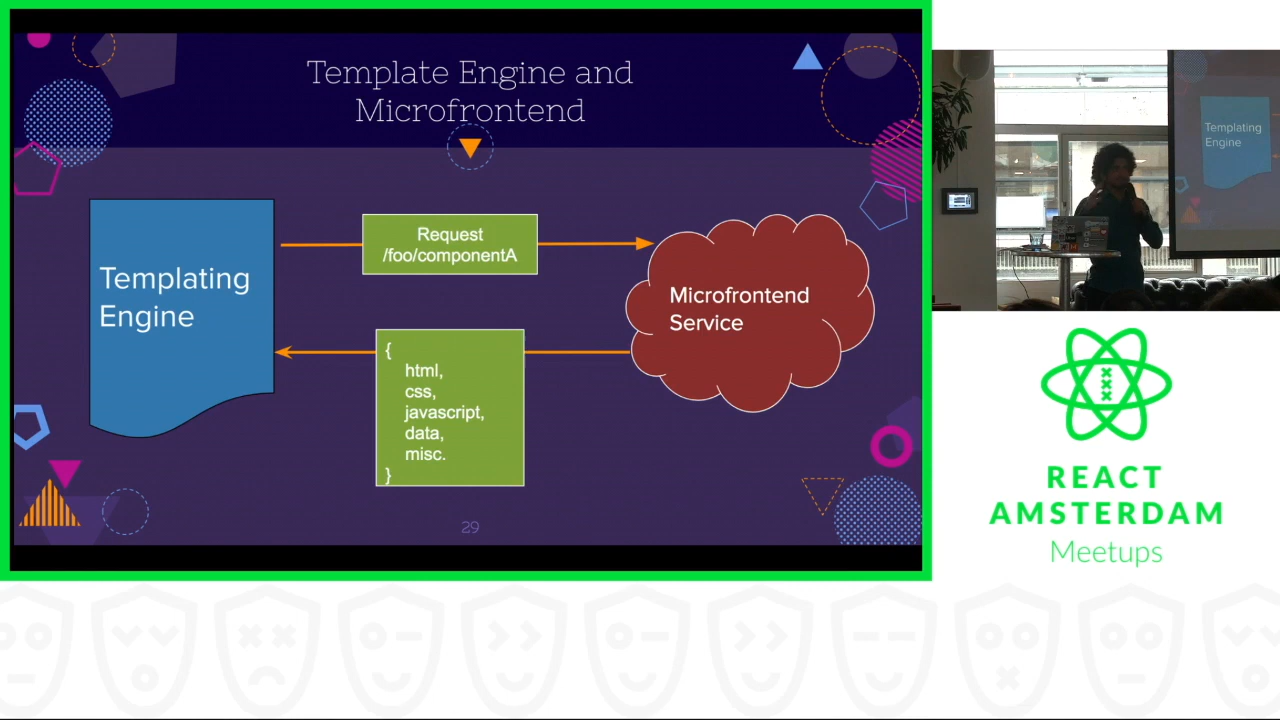 Template Engine and
Microfrontend
Templating
Engine
Request
/foo/componentA
Microfrontend
Service
{
html,
css,
javascript,
data,
misc.
}
29
Templating
Engine
REACT
AMSTERDAM
Meetups